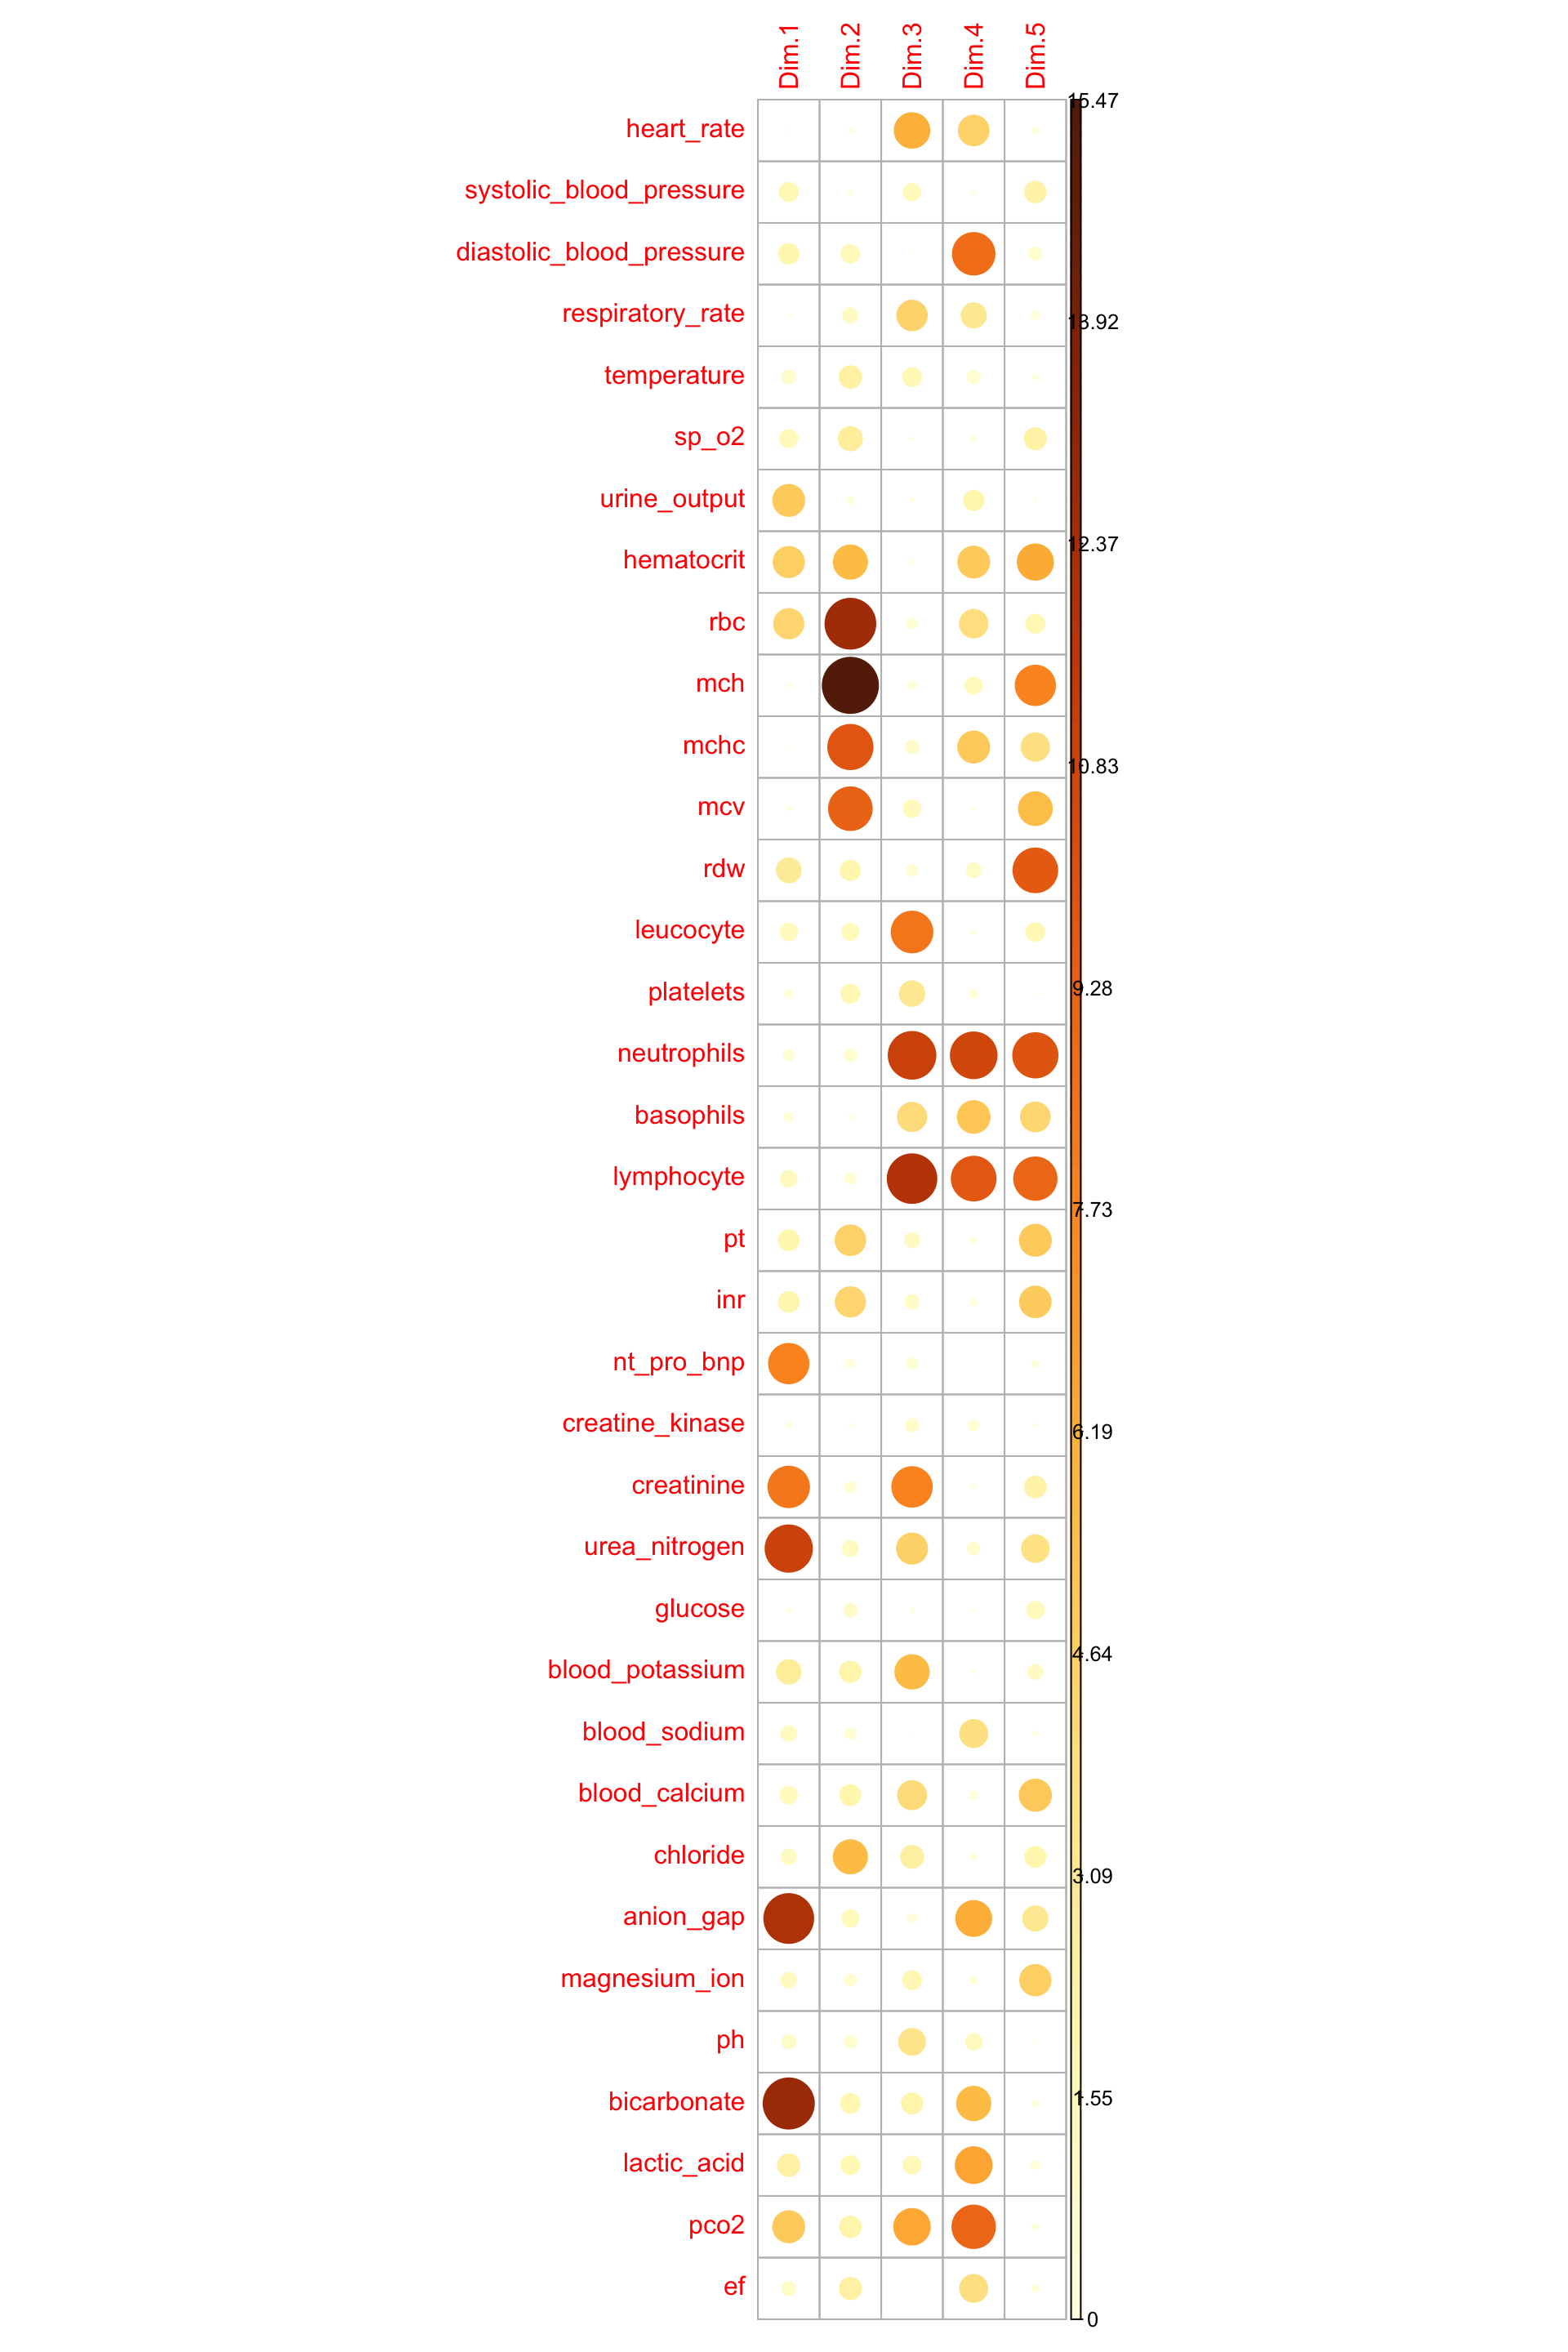 Dim.1 Dim.2 Dim.3 Dim.4 Dim.5
15.47
heart_rate
systolic_blood_pressure
diastolic_blood_pressure
respiratory_rate
13.92
temperature
sp_o2
urine_output
12.37
hematocrit
rbc
mch
mchc
10.83
mcv
rdw
leucocyte
platelets
9.28
neutrophils
basophils
lymphocyte
7.73
pt
inr
nt_pro_bnp
creatine_kinase
6.19
creatinine
urea_nitrogen
glucose
4.64
blood_potassium
blood_sodium
blood_calcium
chloride
3.09
anion_gap
magnesium_ion
ph
bicarbonate
1.55
lactic_acid
pco2
ef
0